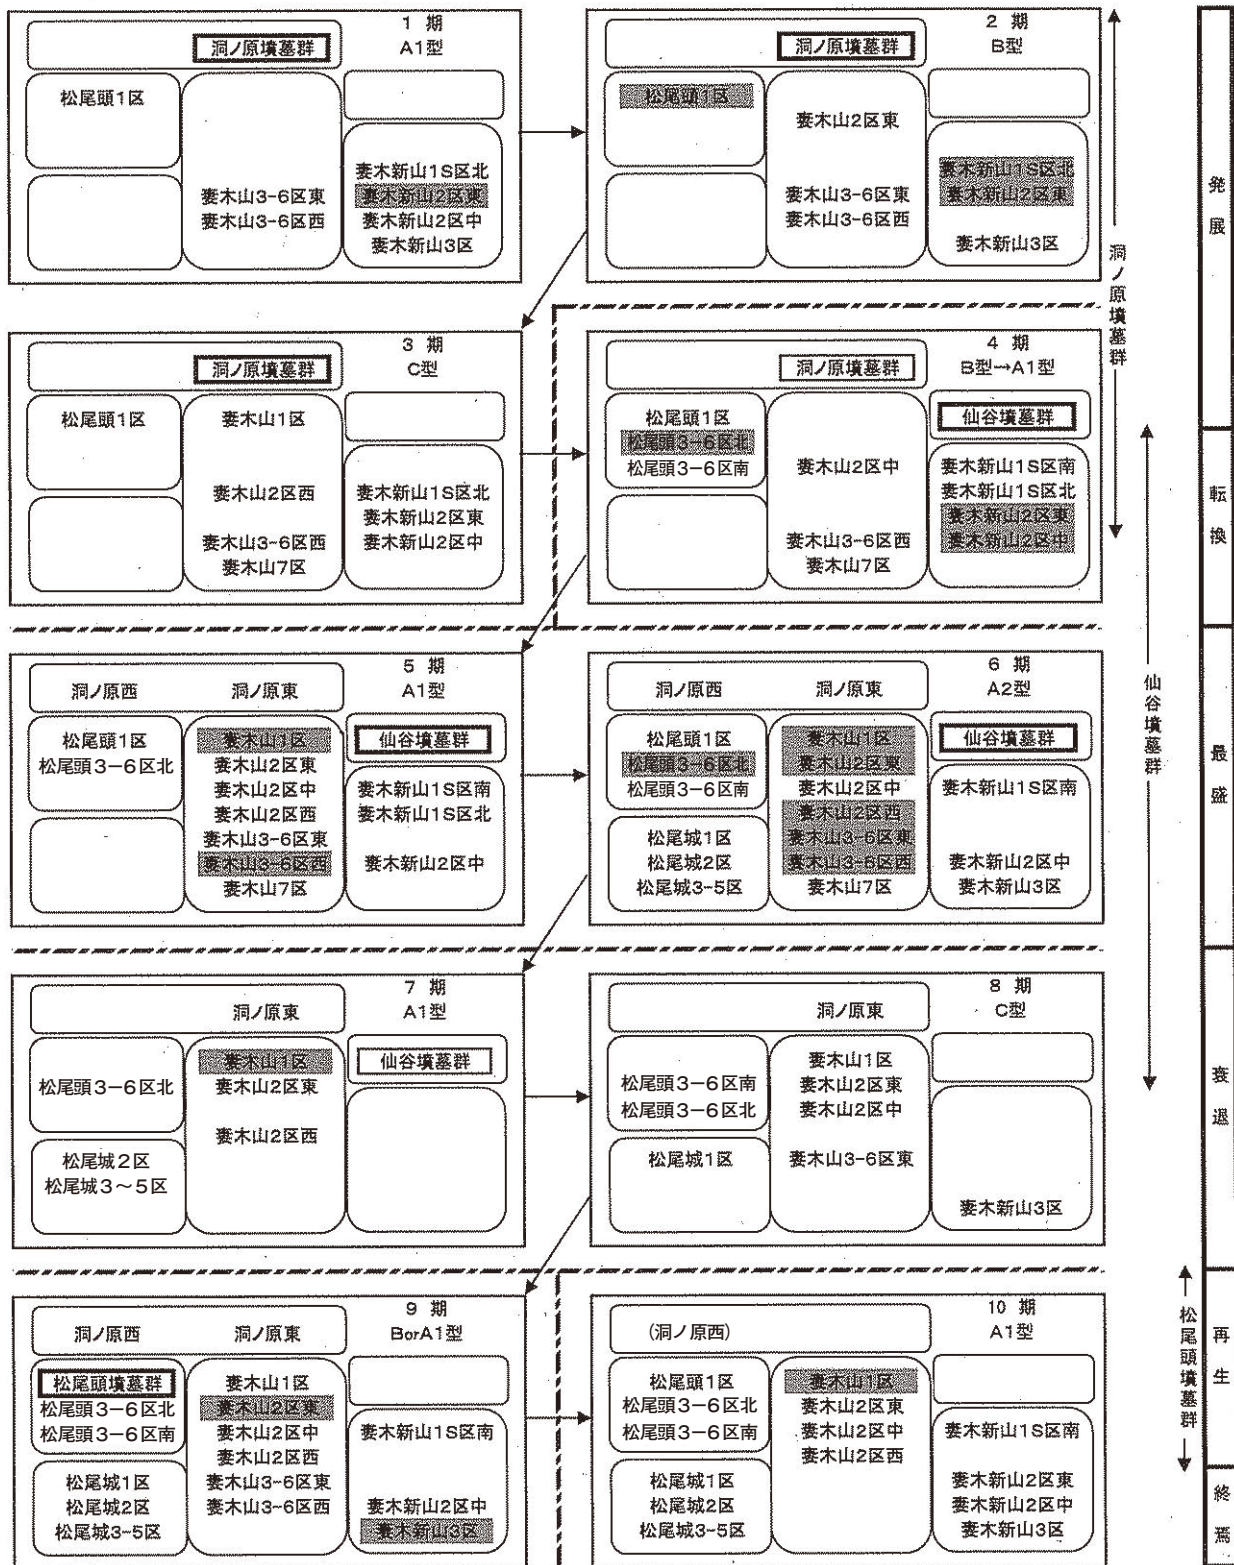 1 期
A1型
洞ノ原墳墓群
松尾頭1区
妻木山3-6区東
妻木山3-6区西
妻木新山1S区北
妻木新山2区東
妻木新山2区中
妻木新山3区
2 期
B型
洞ノ原墳墓群
松尾頭1区
妻木山2区東
妻木山3-6区東
妻木山3-6区西
妻木新山1S区北
妻木新山2区東
妻木新山3区
3 期
C型
洞ノ原墳墓群
松尾頭1区
妻木山1区
妻木山2区西
妻木山3-6区西
妻木山7区
妻木新山1S区北
妻木新山2区東
妻木新山2区中
4 期
B型→A1型
洞ノ原墳墓群
松尾頭1区
松尾頭3-6区北
松尾頭3-6区南
妻木山2区中
妻木山3-6区西
妻木山7区
仙谷墳墓群
妻木新山1S区南
妻木新山1S区北
妻木新山2区東
妻木新山2区中
5 期
A1型
洞ノ原西 洞ノ原東
松尾頭1区
松尾頭3-6区北
妻木山1区
妻木山2区東
妻木山2区中
妻木山2区西
妻木山3-6区東
妻木山3-6区西
妻木山7区
仙谷墳墓群
妻木新山1S区南
妻木新山1S区北
妻木新山2区中
6 期
A2型
洞ノ原西 洞ノ原東
松尾頭1区
松尾頭3-6区北
松尾頭3-6区南
松尾城1区
松尾城2区
松尾城3-5区
妻木山1区
妻木山2区東
妻木山2区中
妻木山2区西
妻木山3-6区東
妻木山3-6区西
妻木山7区
仙谷墳墓群
妻木新山1S区南
妻木新山2区中
妻木新山3区
7 期
A1型
洞ノ原東
松尾頭3-6区北
松尾城2区
松尾城3～5区
妻木山1区
妻木山2区東
妻木山2区西
仙谷墳墓群
8 期
C型
洞ノ原東
松尾頭3-6区南
松尾頭3-6区北
松尾城1区
妻木山1区
妻木山2区東
妻木山2区中
妻木山3-6区東
妻木新山3区
9 期
BorA1型
洞ノ原西 洞ノ原東
松尾頭墳墓群
松尾頭3-6区北
松尾頭3-6区南
松尾城1区
松尾城2区
松尾城3-5区
妻木山1区
妻木山2区東
妻木山2区中
妻木山2区西
妻木山3-6区東
妻木山3-6区西
妻木新山1S区南
妻木新山2区中
妻木新山3区
10 期
A1型
(洞ノ原西)
松尾頭1区
松尾頭3-6区北
松尾頭3-6区南
松尾城1区
松尾城2区
松尾城3-5区
妻木山1区
妻木山2区東
妻木山2区中
妻木山2区西
妻木新山1S区南
妻木新山2区東
妻木新山2区中
妻木新山3区
洞ノ原墳墓群
仙谷墳墓群
松尾頭墳墓群
発展
転換
最盛
衰退
再生
終焉